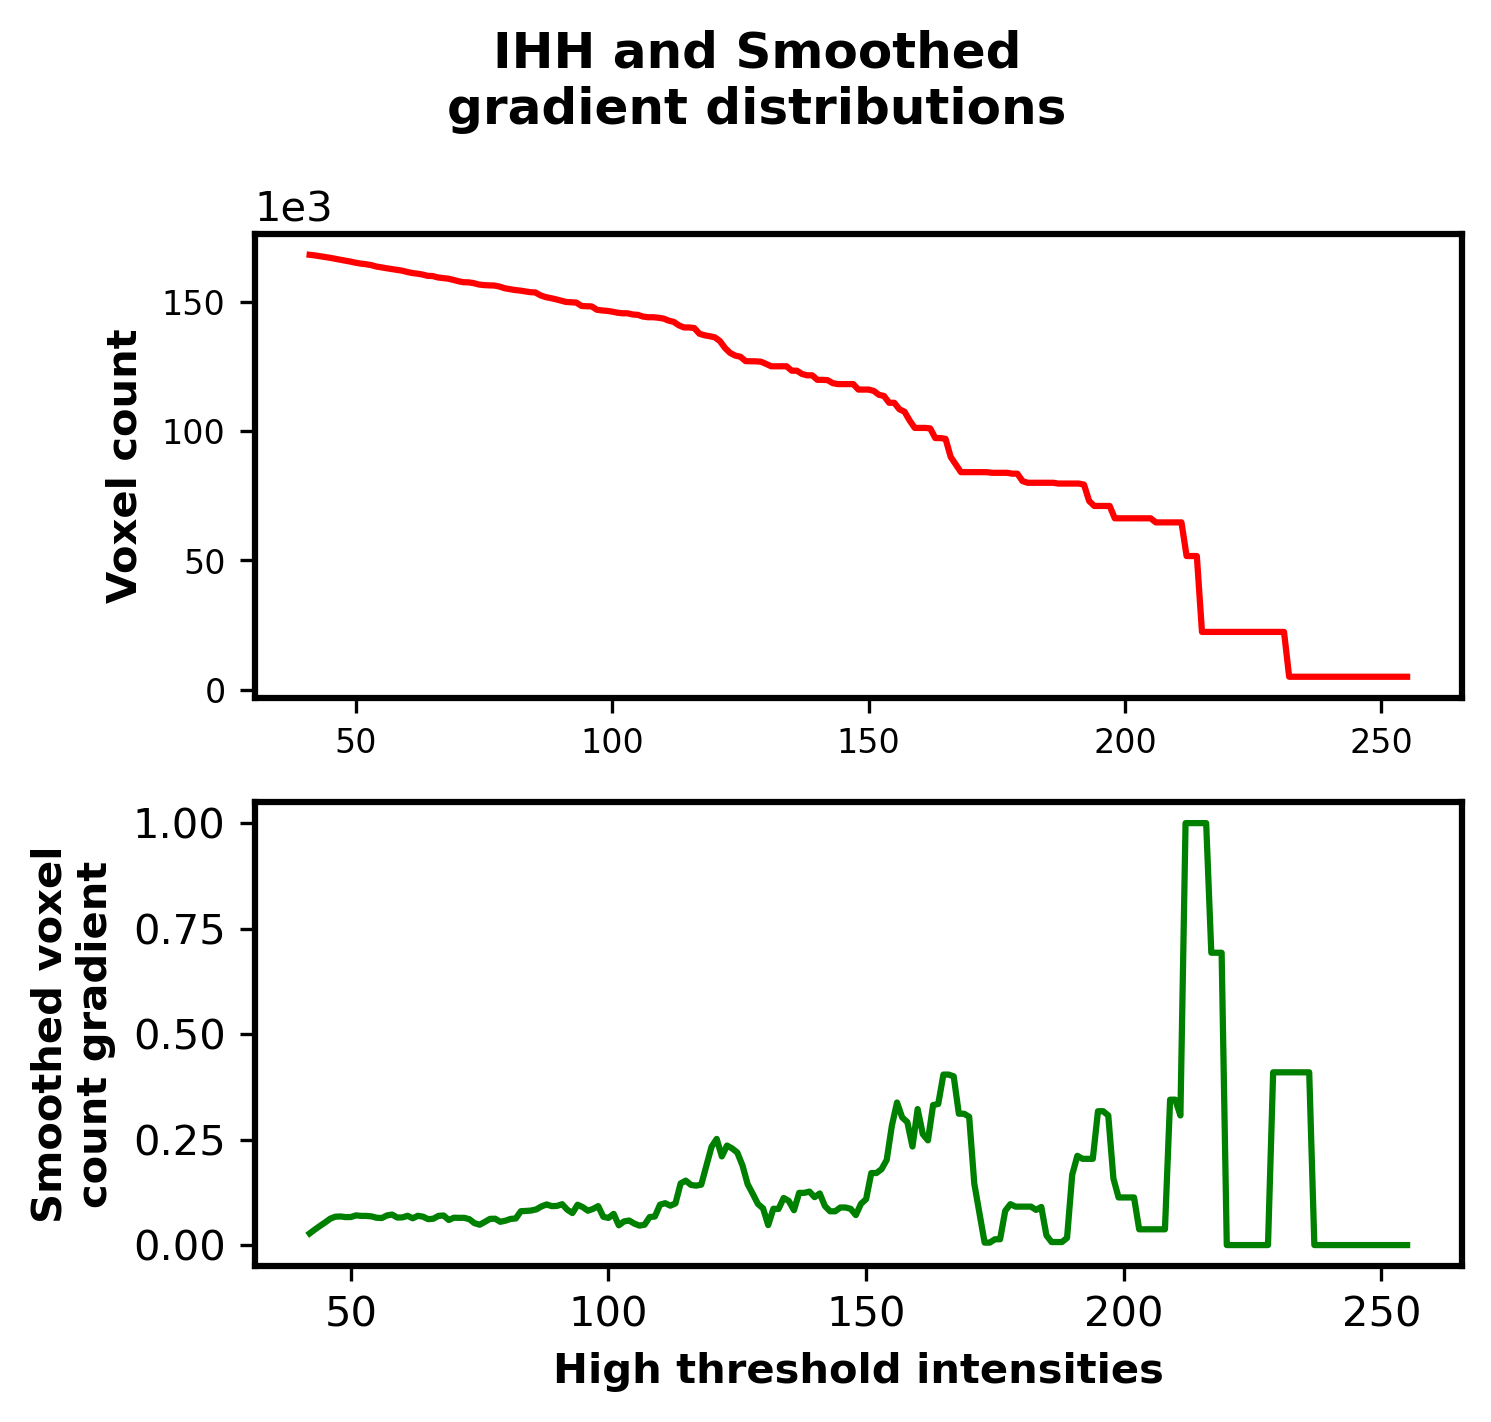 IHH and Smoothed
gradient distributions
1e3
Voxel count
150
100
50
0
50 100 150 200 250
Smoothed voxel
count gradient
1.00
0.75
0.50
0.25
0.00
50 100 150 200 250
High threshold intensities